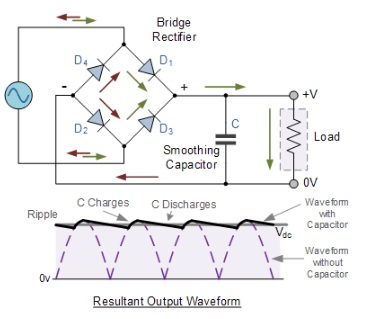 Bridge
Rectifier
D4
D1
-
+
D2
D3
C
Smoothing
Capacitor
+V
Load
0V
C Charges
C Discharges
Ripple
Waveform
with
Capacitor
Vdc
Waveform
without
Capacitor
0v
Resultant Output Waveform